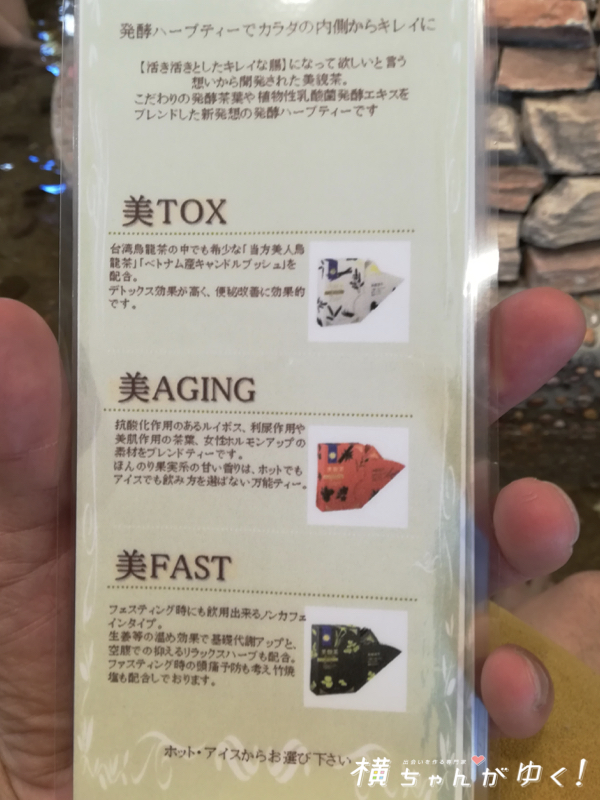 発酵ハーブティーでカラダの内側からキレイに
【活き活きとしたキレイな腸】になって欲しいと言う
想いから開発された美穂茶。
こだわりの発酵茶葉や植物性乳酸菌発酵エキスを
ブレンドした新発想の発酵ハーブティーです
美TOX
台湾烏龍茶の中でも希少な「当方美人烏
龍茶」「ベトナム産キャンドルブッシュ」を
配合。
デトックス効果が高く、便秘改善に効果的
です。
美AGING
抗酸化作用のあるルイボス、利尿作用や
美肌作用の茶葉、女性ホルモンアップの
素材をブレンドティーです。
ほんのり果実系の甘い香りは、ホットでも
アイスでも飲み方を選ばない万能ティー。
美FAST
フェスティング時にも飲用出来るノンカフェ
インタイプ。
生姜等の温め効果で基礎代謝アップと、
空腹での抑えるリラックスハーブも配合。
ファスティング時の頭痛予防も考え竹焼
塩も配合しております。
ホット・アイスからお選び下さい
横ちゃんがゆく!